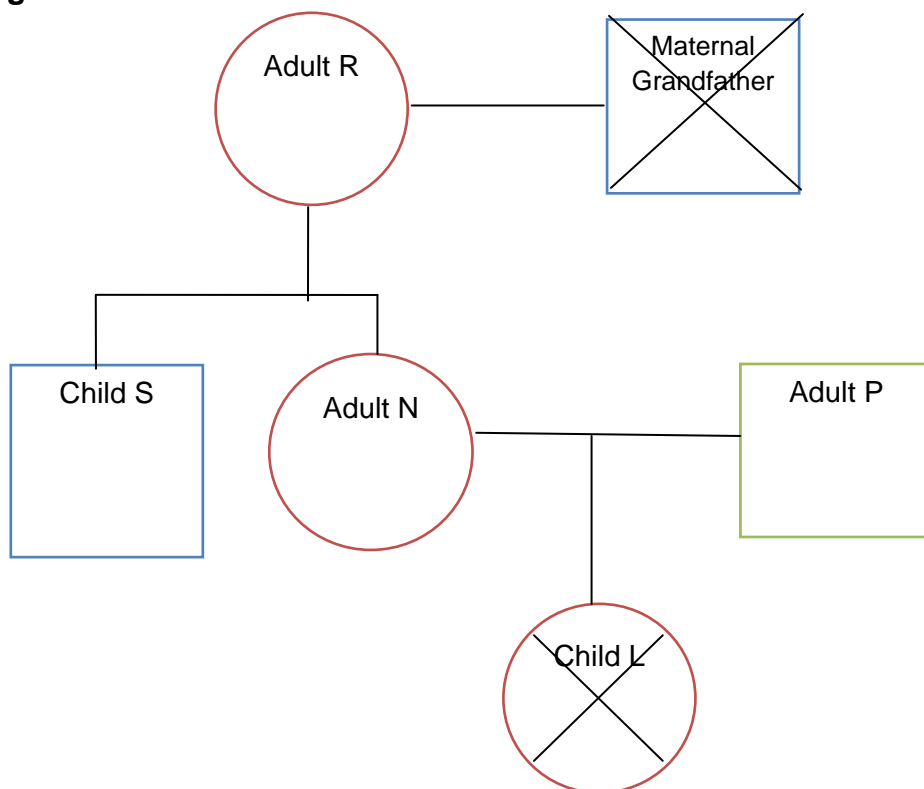 g
Adult R
Maternal
Grandfather
Child S
Adult N
Adult P
Child L